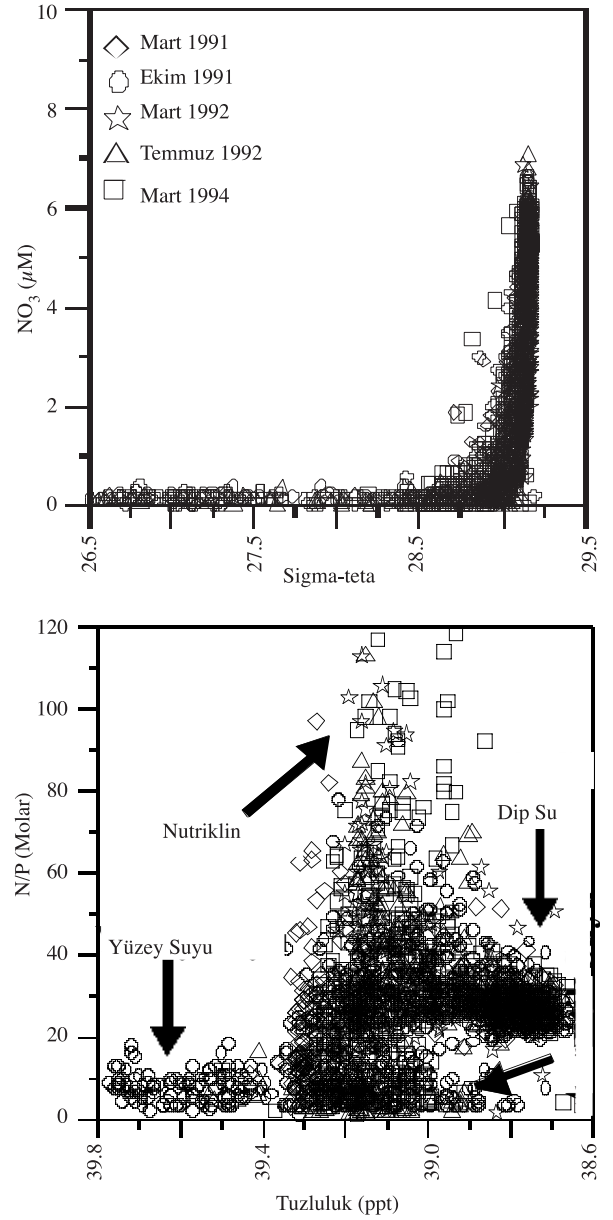 10
8
6
4
2
0
NO3 (µM)
Mart 1991
Ekim 1991
Mart 1992
Temmuz 1992
Mart 1994
26.5
27.5
28.5
29.5
Sigma-teta
120
100
80
60
40
20
0
N/P (Molar)
Nutriklin
Dip Su
Yüzey Suyu
39.8
39.4
39.0
38.6
Tuzluluk (ppt)